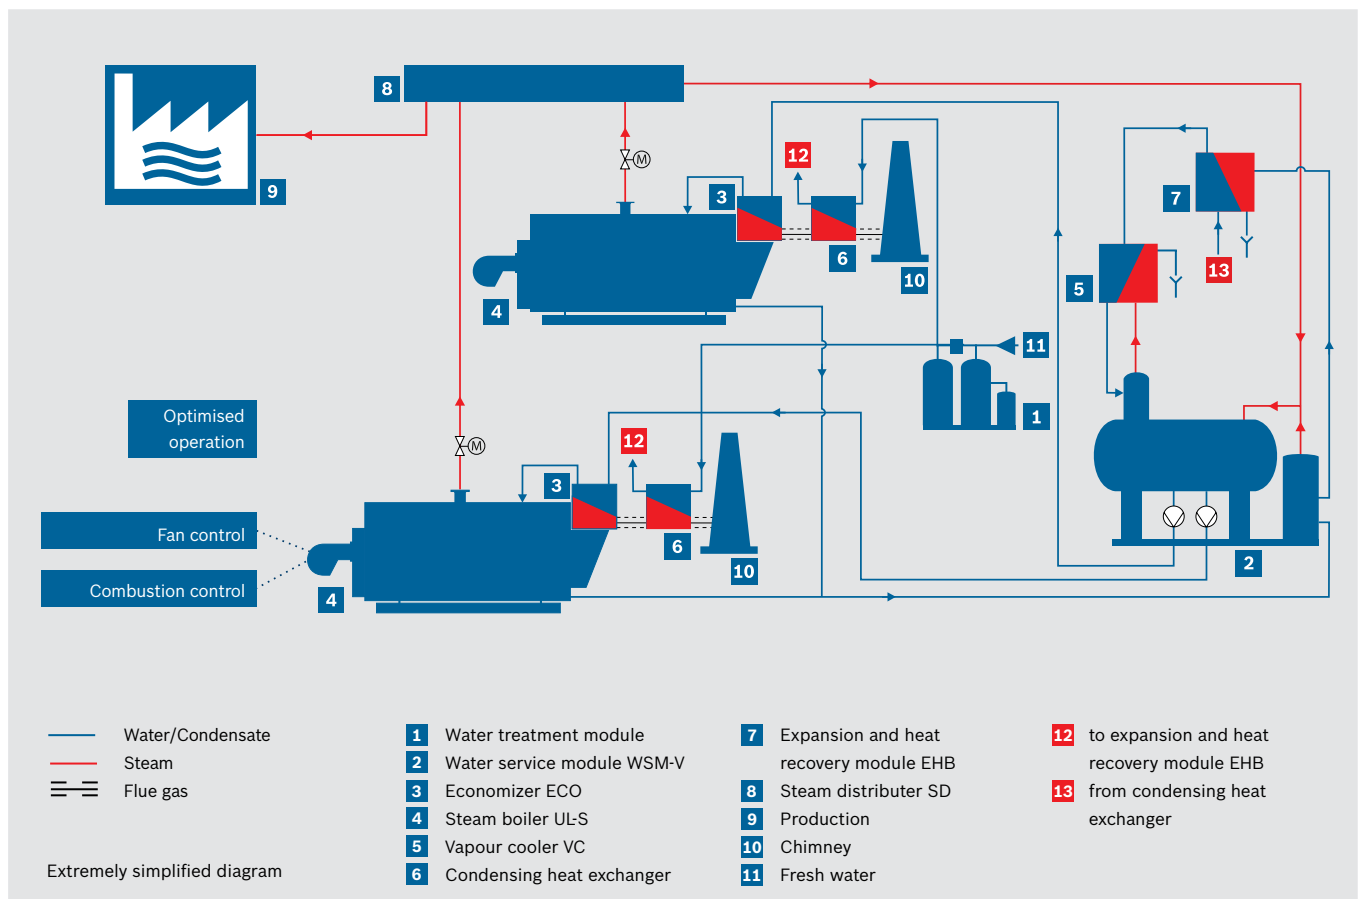 8
9
M
12
3
6
10
4
7
13
5
11
1
Optimised
operation
M
12
3
6
10
2
Fan control
Combustion control
4
Water/Condensate
Steam
Flue gas
Extremely simplified diagram
1 Water treatment module
2 Water service module WSM-V
3 Economizer ECO
4 Steam boiler UL-S
5 Vapour cooler VC
6 Condensing heat exchanger
7 Expansion and heat
recovery module EHB
8 Steam distributer SD
9 Production
10 Chimney
11 Fresh water
12 to expansion and heat
recovery module EHB
13 from condensing heat
exchanger